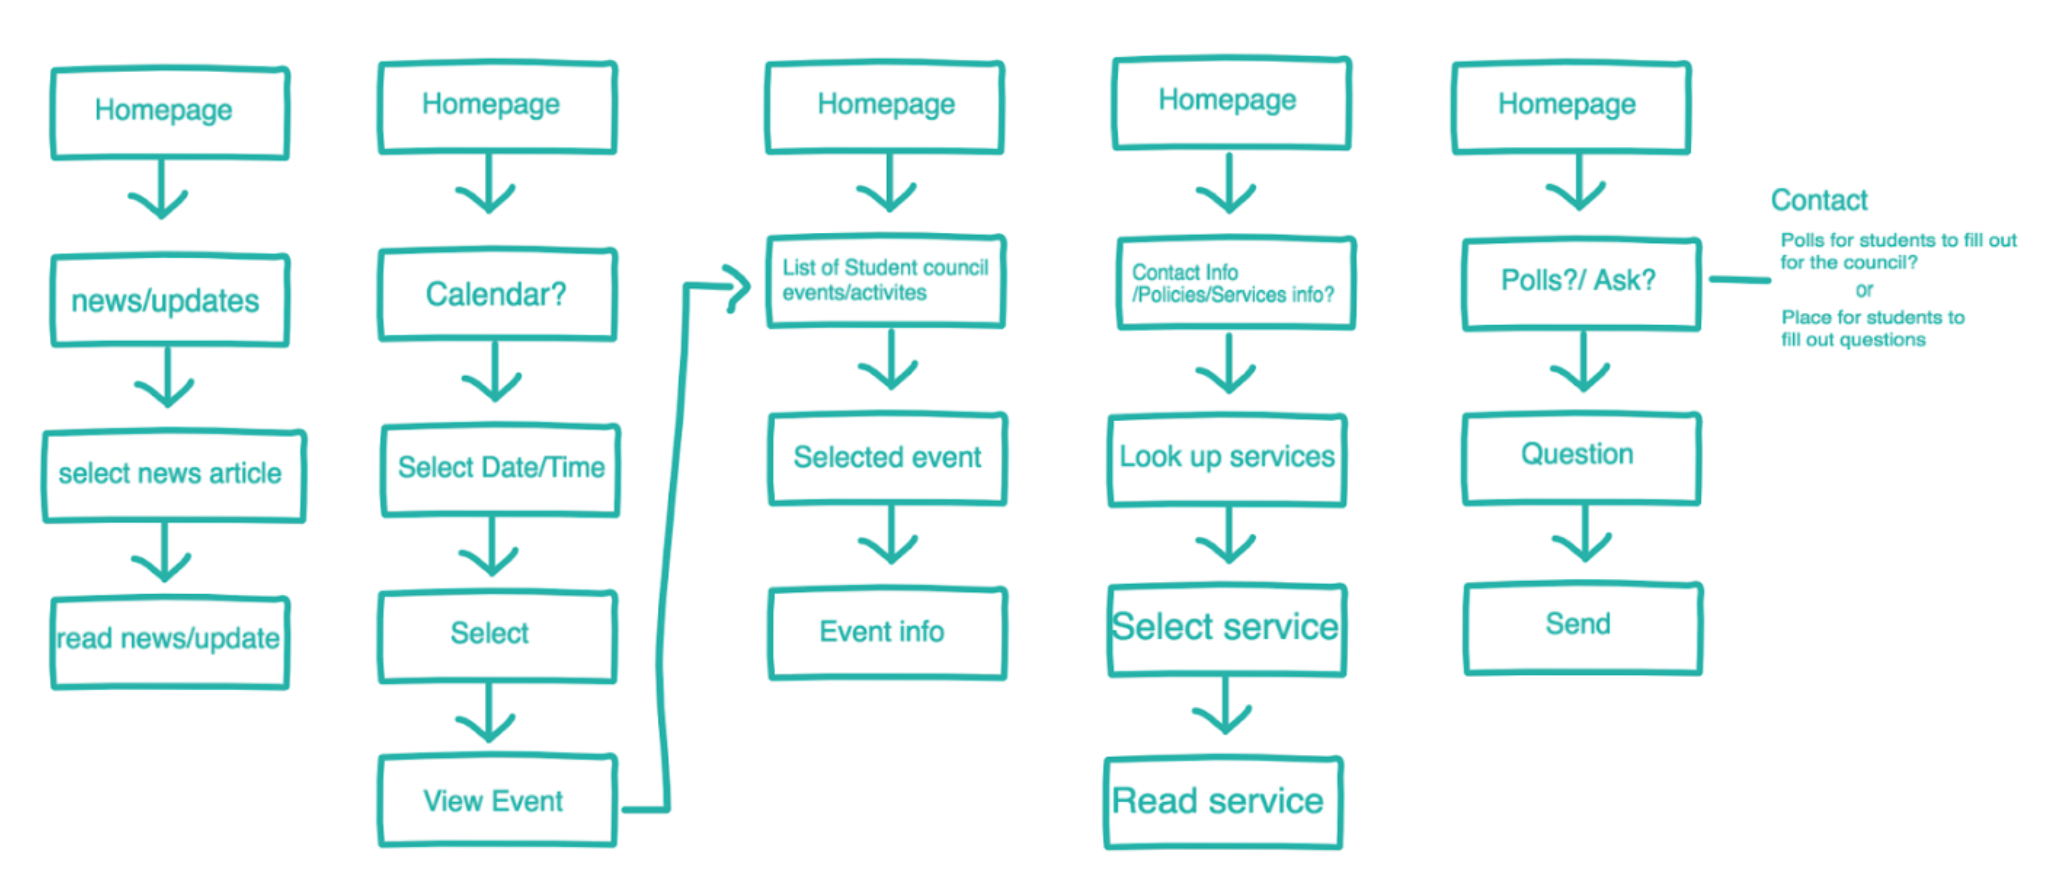 Homepage
news/updates
select news article
read news/update
Homepage
Calendar?
Select Date/Time
Select
View Event
Homepage
List of Student council
events/activites
Selected event
Event info
Homepage
Contact Info
/Policies/Services info?
Look up services
Select service
Read service
Homepage
Polls?/ Ask?
Question
Send
Contact
Polls for students to fill out
for the council?
or
Place for students to
fill out questions